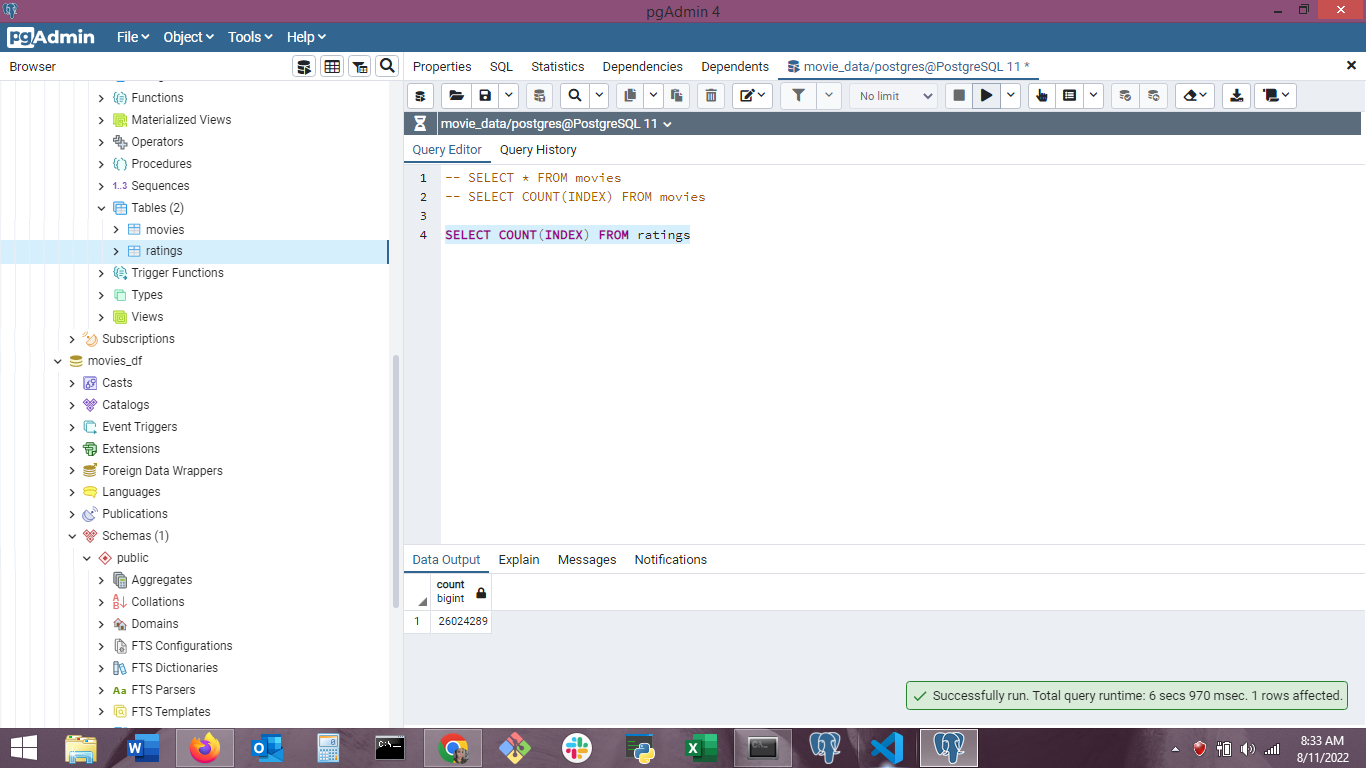 pgAdmin 4
pgAdmin File Object Tools Help
Browser
Properties SQL Statistics Dependencies Dependents movie_data/postgres@PostgreSQL 11 *
No limit
movie_data/postgres@PostgreSQL 11
Query Editor Query History
Functions
Materialized Views
Operators
Procedures
1..3 Sequences
Tables (2)
movies
ratings
Trigger Functions
Types
Views
Subscriptions
movies_df
Casts
Catalogs
Event Triggers
Extensions
Foreign Data Wrappers
Languages
Publications
Schemas (1)
public
Aggregates
Collations
Domains
FTS Configurations
FTS Dictionaries
Aa FTS Parsers
FTS Templates
1 -- SELECT * FROM movies
2 -- SELECT COUNT(INDEX) FROM movies
3
4 SELECT COUNT(INDEX) FROM ratings
Data Output Explain Messages Notifications
count
bigint
1 26024289
Successfully run. Total query runtime: 6 secs 970 msec. 1 rows affected.
8:33 AM
8/11/2022